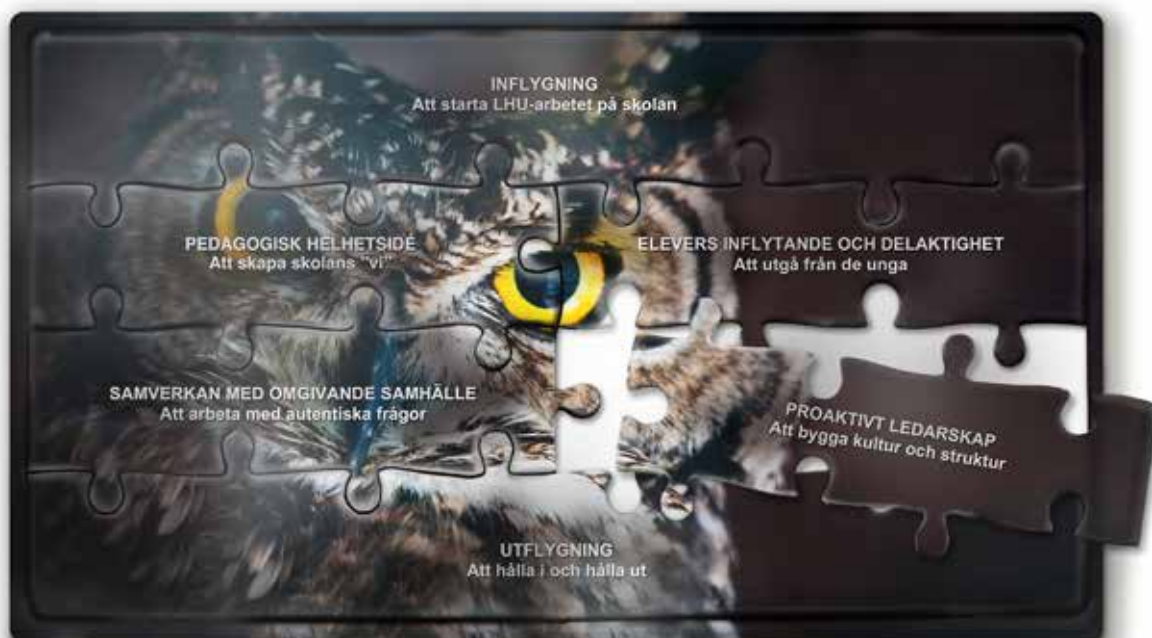 INFLYGNING
Att starta LHU-arbetet på skolan
PEDAGOGISK HELHETSIDÉ
Att skapa skolans "vi"
ELEVERS INFLYTANDE OCH DELAKTIGHET
Att utgå från de unga
SAMVERKAN MED OMGIVANDE SAMHÄLLE
Att arbeta med autentiska frågor
PROAKTIVT LEDARSKAP
Att bygga kultur och struktur
UTFLYGNING
Att hålla i och hålla ut